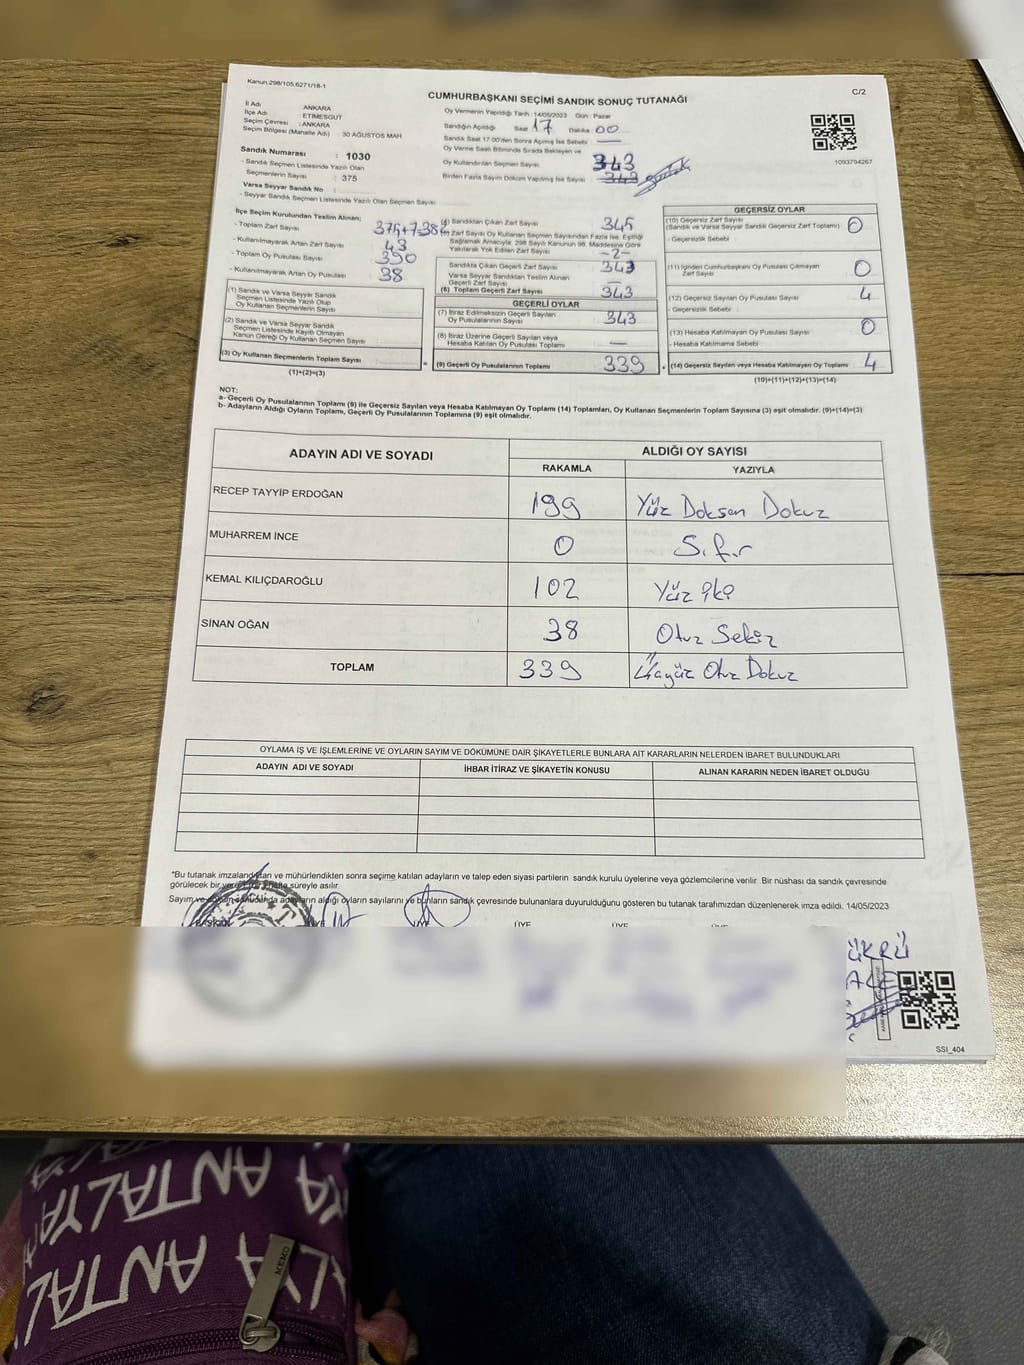 Kanun:298/105,6271/18-1
C/2
CUMHURBAŞKANI SEÇİMİ SANDIK SONUÇ TUTANAĞI
İl Adı : ANKARA
İlçe Adı : ETİMESGUT
Seçim Çevresi : ANKARA
Seçim Bölgesi (Mahalle Adı) : 30 AĞUSTOS MAH
Sandık Numarası : 1030
- Sandık Seçmen Listesinde Yazılı Olan
Seçmenlerin Sayısı : 375
Varsa Seyyar Sandık No :
- Seyyar Sandık Seçmen Listesinde Yazılı Olan Seçmen Sayısı
Oy Vermenin Yapıldığı Tarih :14/05/2023 Gün : Pazar
Sandığın Açıldığı Saat 17 Dakika 00
Sandık Saat 17:00'den Sonra Açılmış İse Sebebi :
Oy Verme Saati Bitiminde Sırada Bekleyen ve
Oy Kullandırılan Seçmen Sayısı 343
Birden Fazla Sayım Döküm Yapılmış İse Sayısı : 343
1093794267
İlçe Seçim Kurulundan Teslim Alınan;
- Toplam Zarf Sayısı 375+7382
- Kullanılmayarak Artan Zarf Sayısı 43
- Toplam Oy Pusulası Sayısı 390
- Kullanılmayarak Artan Oy Pusulası 38
(1) Sandık ve Varsa Seyyar Sandık
Seçmen Listesinde Yazılı Olup
Oy Kullanan Seçmenlerin Sayısı
(2) Sandık ve Varsa Seyyar Sandık
Seçmen Listesinde Kayıtlı Olmayan
Kanun Gereği Oy Kullanan Seçmen Sayısı
(3) Oy Kullanan Seçmenlerin Toplam Sayısı
(1)+(2)=(3)
(4) Sandıktan Çıkan Zarf Sayısı 345
(5) Zarf Sayısı Oy Kullanan Seçmen Sayısından Fazla İse, Eşitliği
Sağlamak Amacıyla, 298 Sayılı Kanunun 98. Maddesine Göre
Yakılarak Yok Edilen Zarf Sayısı -2-
Sandıkta Çıkan Geçerli Zarf Sayısı 343
Varsa Seyyar Sandıktan Teslim Alınan
Geçerli Zarf Sayısı —
(6) Toplam Geçerli Zarf Sayısı 343
GEÇERLİ OYLAR
(7) İtiraz Edilmeksizin Geçerli Sayılan
Oy Pusulalarının Sayısı 343
(8) İtiraz Üzerine Geçerli Sayılan veya
Hesaba Katılan Oy Pusulası Toplamı —
(9) Geçerli Oy Pusulalarının Toplamı 339
GEÇERSİZ OYLAR
(10) Geçersiz Zarf Sayısı
(Sandık ve Varsa Seyyar Sandık Geçersiz Zarf Toplamı) 0
- Geçersizlik Sebebi
(11) İçinden Cumhurbaşkanı Oy Pusulası Çıkmayan
Zarf Sayısı 0
(12) Geçersiz Sayılan Oy Pusulası Sayısı 4
- Geçersizlik Sebebi :
(13) Hesaba Katılmayan Oy Pusulası Sayısı 0
- Hesaba Katılmama Sebebi
(14) Geçersiz Sayılan veya Hesaba Katılmayan Oy Toplamı 4
(10)+(11)+(12)+(13)=(14)
NOT:
a- Geçerli Oy Pusulalarının Toplamı (9) ile Geçersiz Sayılan veya Hesaba Katılmayan Oy Toplamı (14) Toplamları, Oy Kullanan Seçmenlerin Toplam Sayısına (3) eşit olmalıdır. (9)+(14)=(3)
b- Adayların Aldığı Oyların Toplamı, Geçerli Oy Pusulalarının Toplamına (9) eşit olmalıdır.
ADAYIN ADI VE SOYADI ALDIĞI OY SAYISI
RAKAMLA YAZIYLA
RECEP TAYYİP ERDOĞAN 199 Yüz Doksan Dokuz
MUHARREM İNCE 0 Sıfır
KEMAL KILIÇDAROĞLU 102 Yüz iki
SİNAN OĞAN 38 Otuz Sekiz
TOPLAM 339 Üçyüz Otuz Dokuz
OYLAMA İŞ VE İŞLEMLERİNE VE OYLARIN SAYIM VE DÖKÜMÜNE DAİR ŞİKAYETLERLE BUNLARA AİT KARARLARIN NELERDEN İBARET BULUNDUKLARI
ADAYIN ADI VE SOYADI İHBAR İTİRAZ VE ŞİKAYETİN KONUSU ALINAN KARARIN NEDEN İBARET OLDUĞU
*Bu tutanak imzalandıktan ve mühürlendikten sonra seçime katılan adayların ve talep eden siyasi partilerin sandık kurulu üyelerine veya gözlemcilerine verilir. Bir nüshası da sandık çevresinde
görülecek bir yere bir hafta süreyle asılır.
adayların aldığı oyların sayılarını ve bunların sandık çevresinde bulunanlara duyurulduğunu gösteren bu tutanak tarafımızdan düzenlenerek imza edildi. 14/05/2023
BAŞKAN ÜYE ÜYE ÜYE ÜYE
ÜKRÜ
ALE
SSI_404
ANTALYA
ANTALYA
MEMO